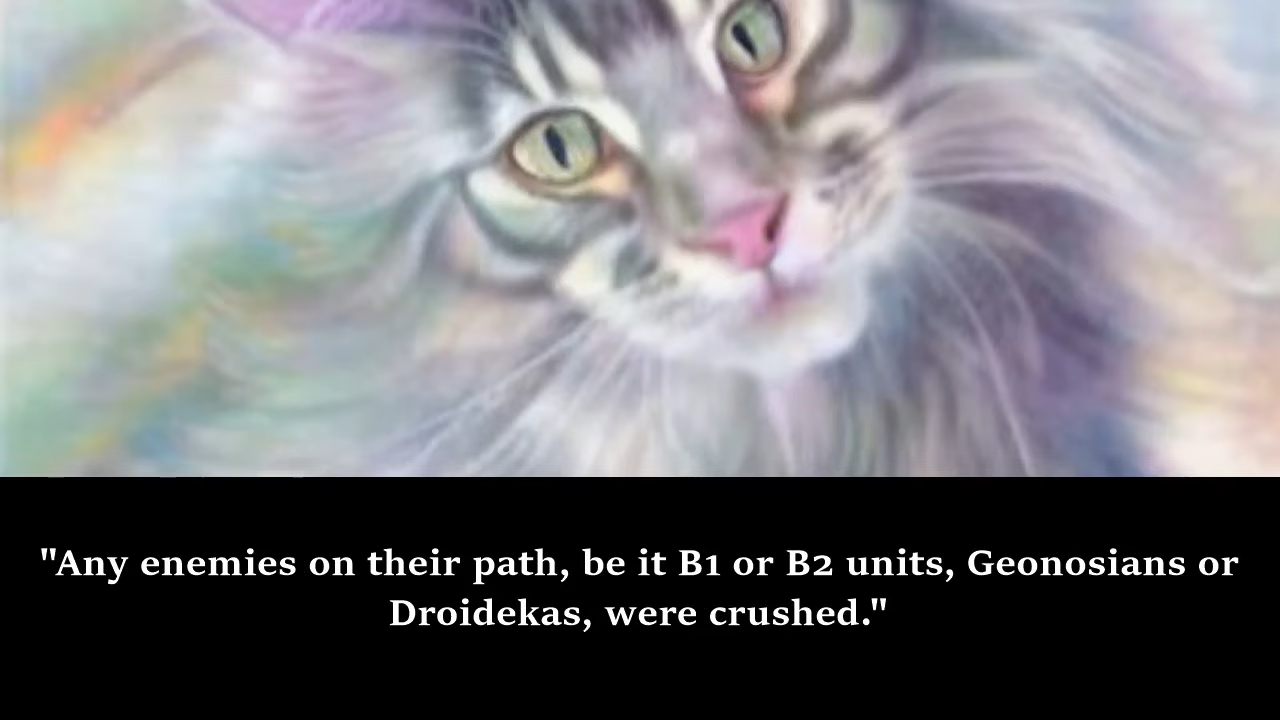 "Any enemies on their path, be it B1 or B2 units, Geonosians or
Droidekas, were crushed."